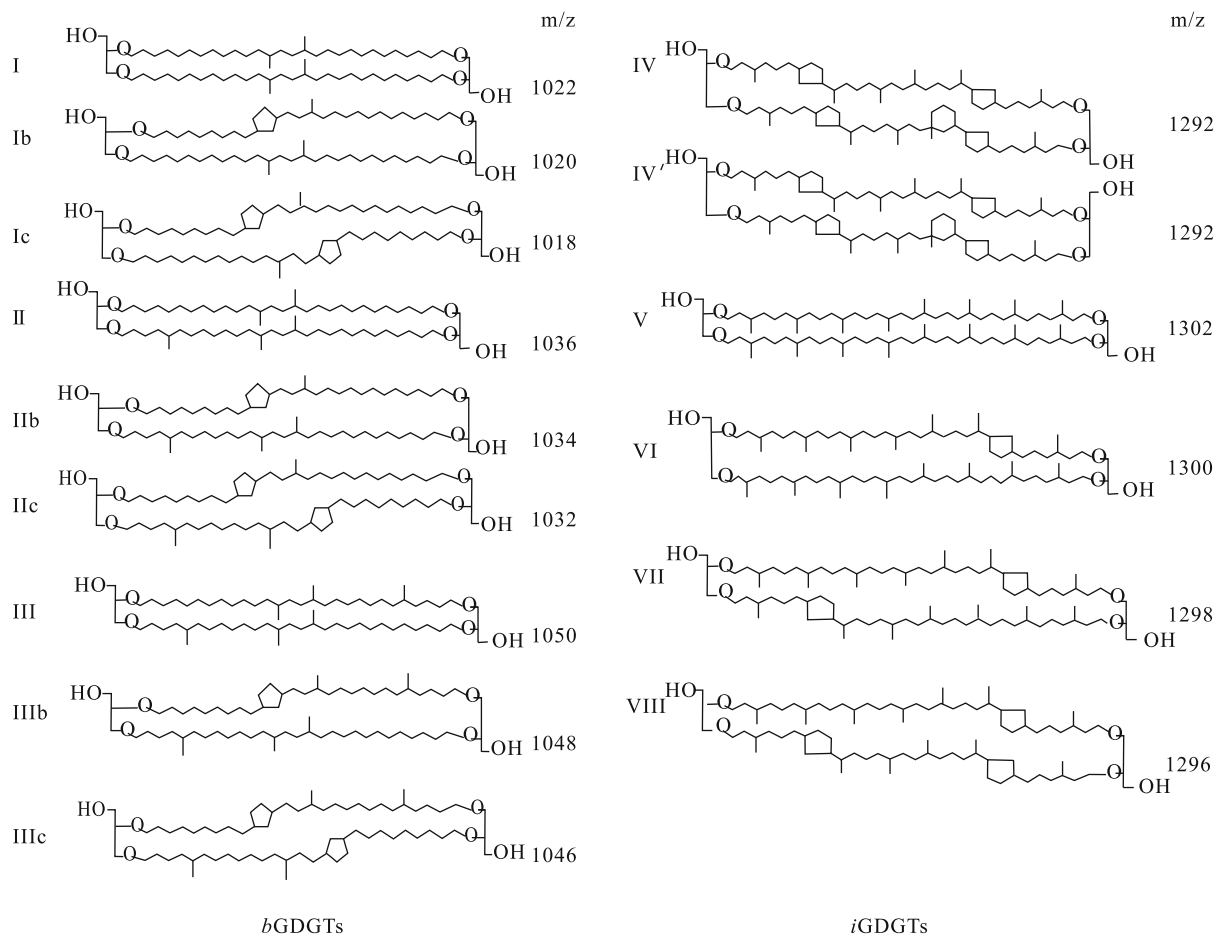 m/z
HO
O O
I
O O
OH 1022
HO O
Ib O
O O
OH 1020
HO O
Ic O O
O OH 1018
HO
II O O
O O
OH 1036
HO O
IIb O
O O
OH 1034
HO O
IIc O O
O OH 1032
HO
III O O
O O
OH 1050
HO O
IIIb O
O O
OH 1048
HO O
IIIc O O
O OH 1046
bGDGTs
m/z
HO
IV O
O O
1292
O
OH
HO
IV′ O OH
O O
1292
O
HO
V O O
1302
O O
OH
HO
VI O O
1300
O O
OH
HO
VII O
O O
1298
O
OH
HO
VIII O
O O
1296
O
OH
iGDGTs